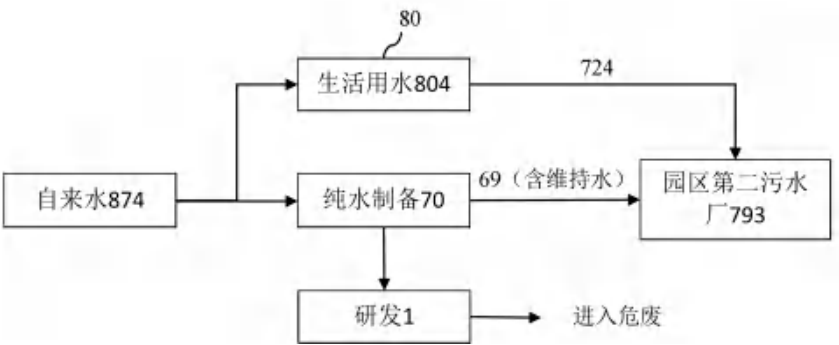 80
生活用水804
724
自来水874
纯水制备70
69（含维持水）
园区第二污水
厂793
研发1
进入危废